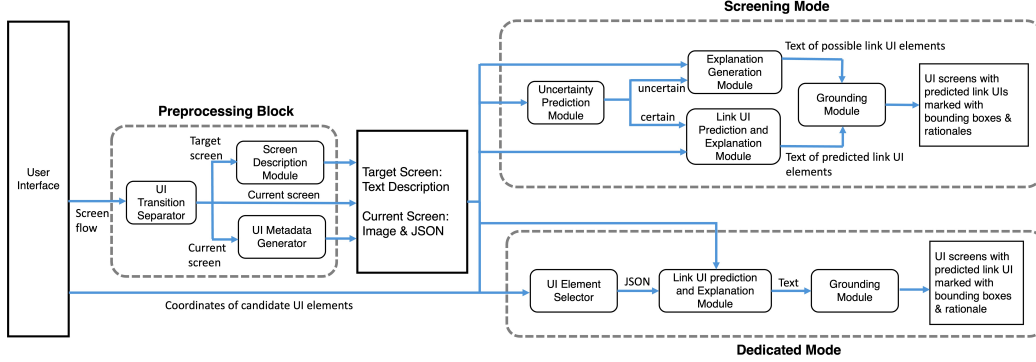 Screening Mode
Text of possible link UI elements
Explanation
Generation
Module
uncertain
Uncertainty
Prediction
Module
certain
Link UI
Prediction and
Explanation
Module
Grounding
Module
UI screens with
predicted link UIs
marked with
bounding boxes &
rationales
Text of predicted link UI
elements
Preprocessing Block
Target
screen
Screen
Description
Module
User
Interface
Screen
flow
UI
Transition
Separator
Current screen
Current
screen
UI Metadata
Generator
Target Screen:
Text Description
Current Screen:
Image & JSON
Coordinates of candidate UI elements
UI Element
Selector
JSON
Link UI prediction
and Explanation
Module
Text
Grounding
Module
UI screens with
predicted link UI
marked with
bounding boxes
& rationale
Dedicated Mode